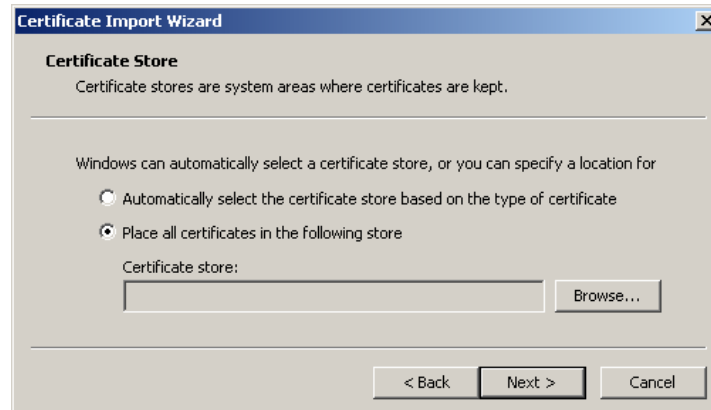 Certificate Import Wizard
Certificate Store
Certificate stores are system areas where certificates are kept.
Windows can automatically select a certificate store, or you can specify a location for
Automatically select the certificate store based on the type of certificate
Place all certificates in the following store
Certificate store:
Browse...
< Back Next > Cancel